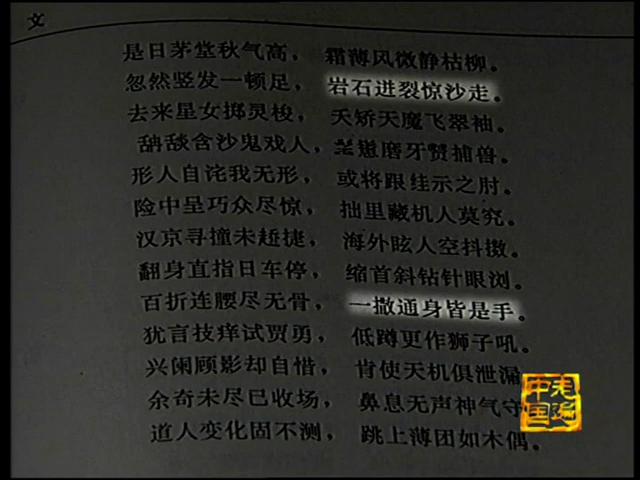 文
是日茅堂秋气高，霜薄风微静枯柳。
忽然竖发一顿足，岩石迸裂惊沙走。
去来星女掷灵梭，夭矫天魔飞翠袖。
舑舕含沙鬼戏人，磨牙赞捕兽。
形人自诧我无形，或将跟絓示之肘。
险中呈巧众尽惊，拙里藏机人莫究。
汉京寻撞未趫捷，海外眩人空抖擞。
翻身直指日车停，缩首斜钻针眼浏。
百折连腰尽无骨，一撒通身皆是手。
犹言技痒试贾勇，低蹲更作狮子吼。
兴阑顾影却自惜，肯使天机俱泄漏
余奇未尽已收场，鼻息无声神气守
道人变化固不测，跳上薄团如木偶。
走遍中国